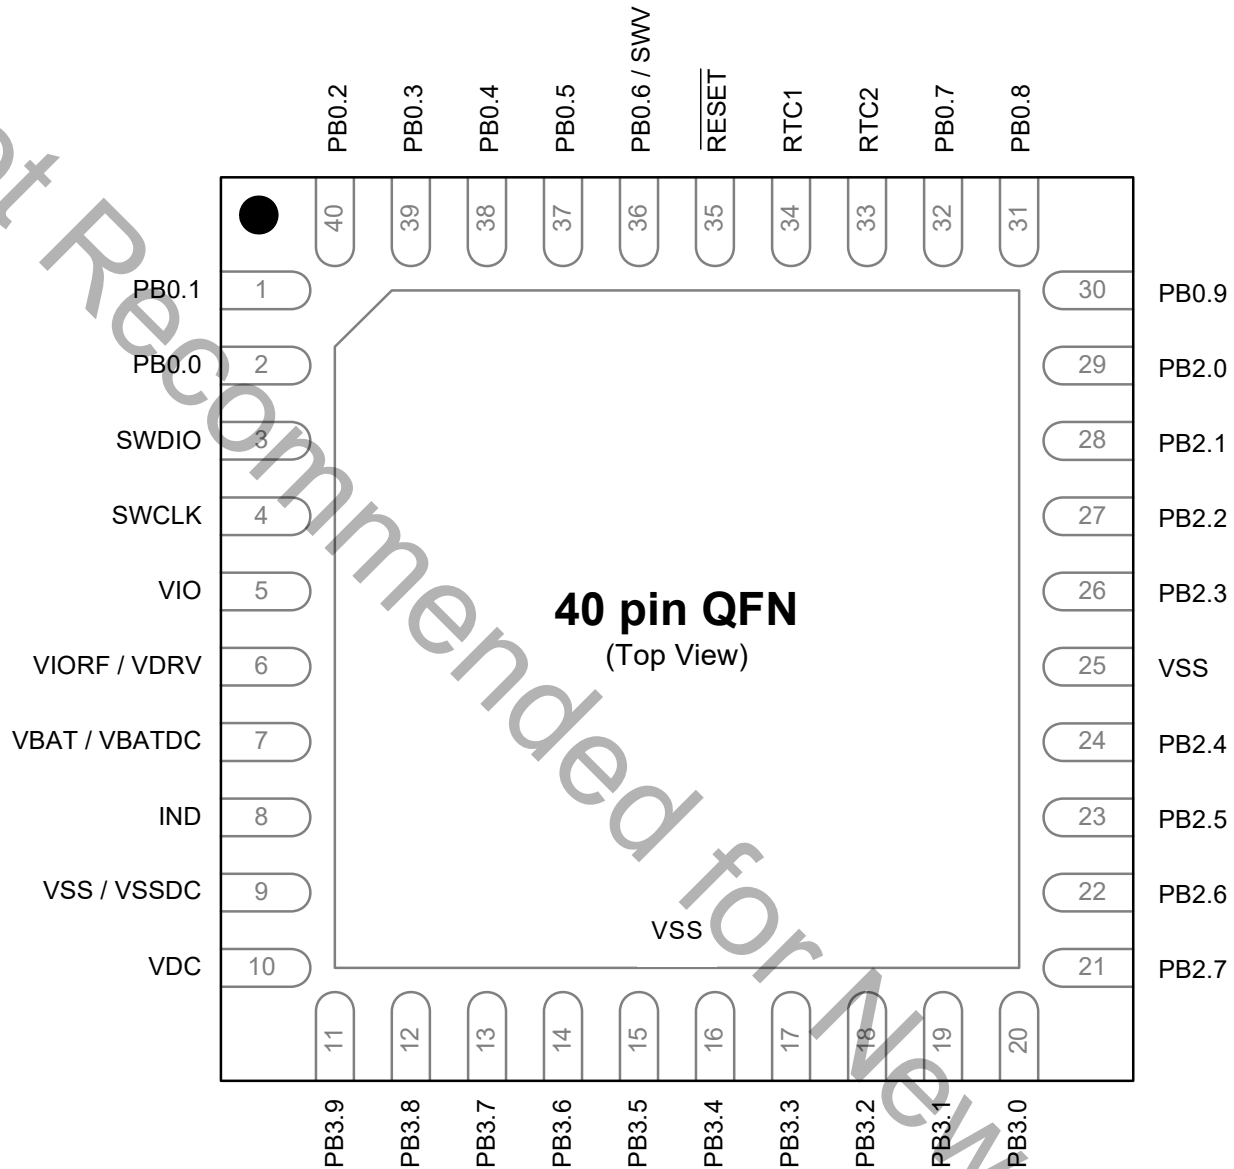 PB0.2
PB0.3
PB0.4
PB0.5
PB0.6 / SWV
RESET
RTC1
RTC2
PB0.7
PB0.8
40
39
38
37
36
35
34
33
32
31
PB0.1 1
PB0.0 2
SWDIO 3
SWCLK 4
VIO 5
VIORF / VDRV 6
VBAT / VBATDC 7
IND 8
VSS / VSSDC 9
VDC 10
40 pin QFN
(Top View)
VSS
30 PB0.9
29 PB2.0
28 PB2.1
27 PB2.2
26 PB2.3
25 VSS
24 PB2.4
23 PB2.5
22 PB2.6
21 PB2.7
11
12
13
14
15
16
17
18
19
20
PB3.9
PB3.8
PB3.7
PB3.6
PB3.5
PB3.4
PB3.3
PB3.2
PB3.1
PB3.0
Recommended for New